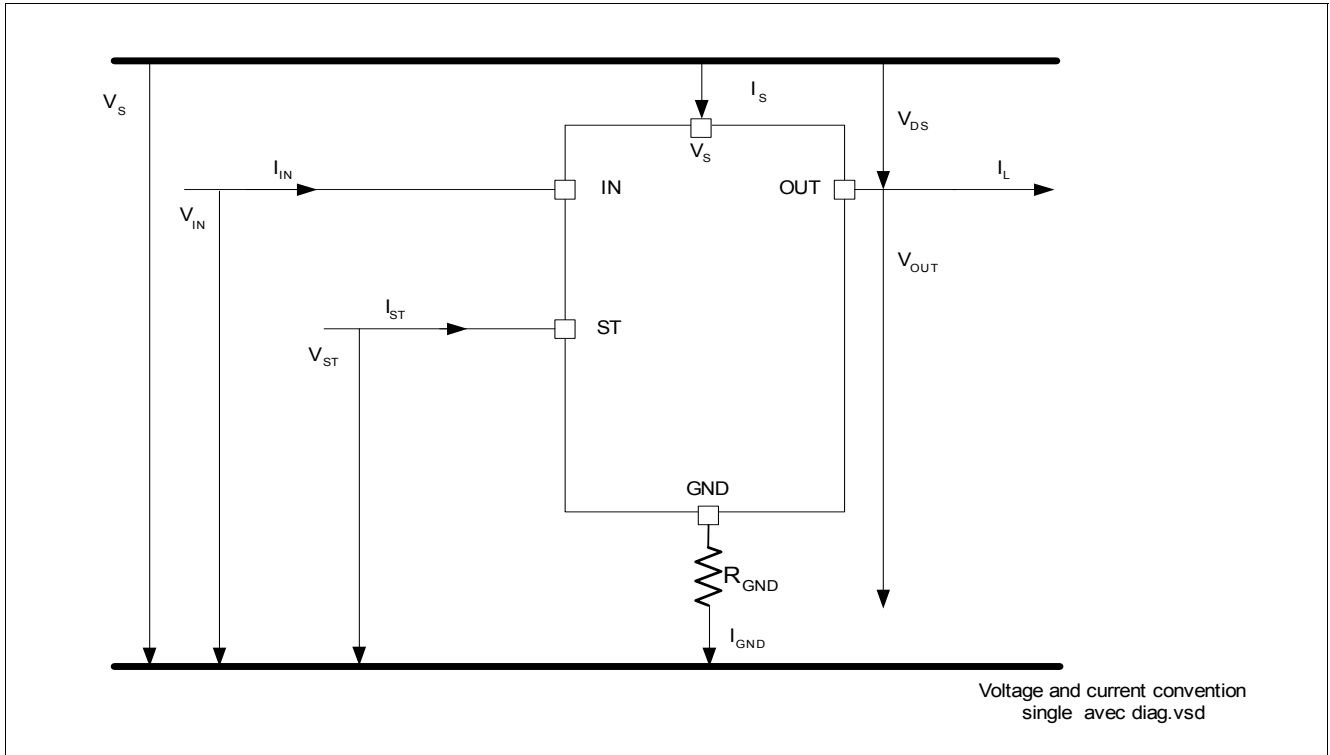 V_S
I_S
V_DS
V_S
I_IN
IN
OUT
I_L
V_IN
V_OUT
I_ST
ST
V_ST
GND
R_GND
I_GND
Voltage and current convention
single avec diag.vsd